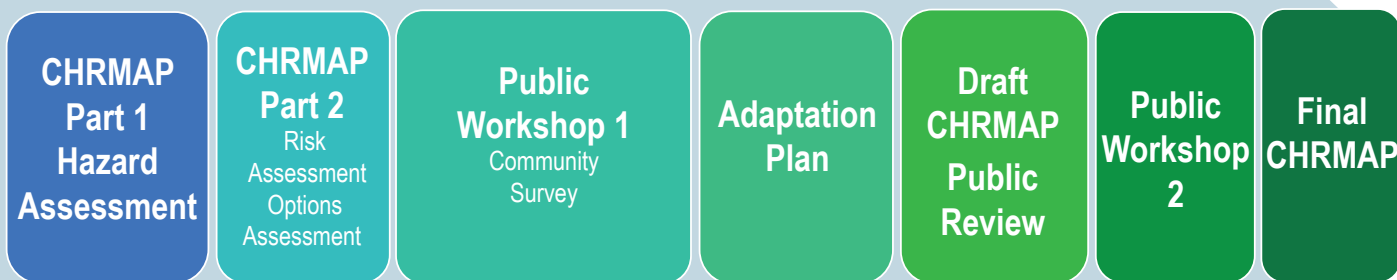 CHRMAP
Part 1
Hazard
Assessment
CHRMAP
Part 2
Risk
Assessment
Options
Assessment
Public
Workshop 1
Community
Survey
Adaptation
Plan
Draft
CHRMAP
Public
Review
Public
Workshop
2
Final
CHRMAP